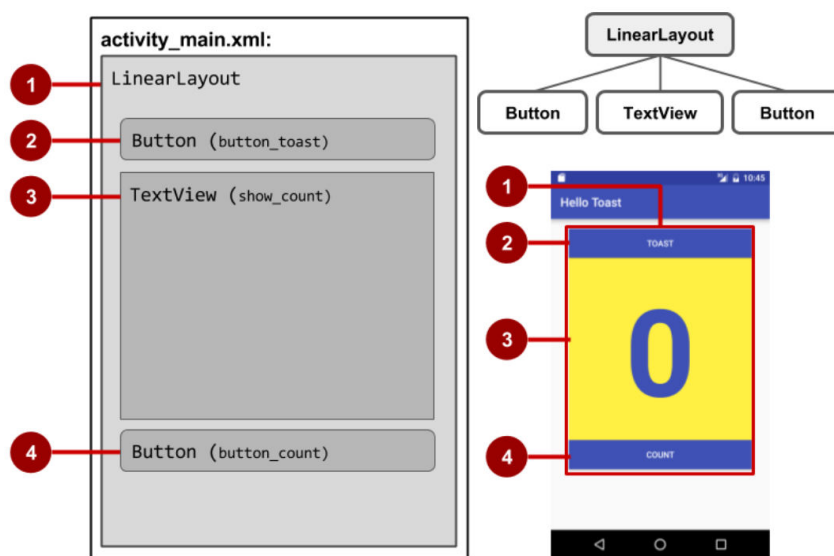 activity_main.xml:
1
LinearLayout
2
Button (button_toast)
3
TextView (show_count)
4
Button (button_count)
LinearLayout
Button TextView Button
1
10:45
Hello Toast
2
TOAST
3
0
4
COUNT